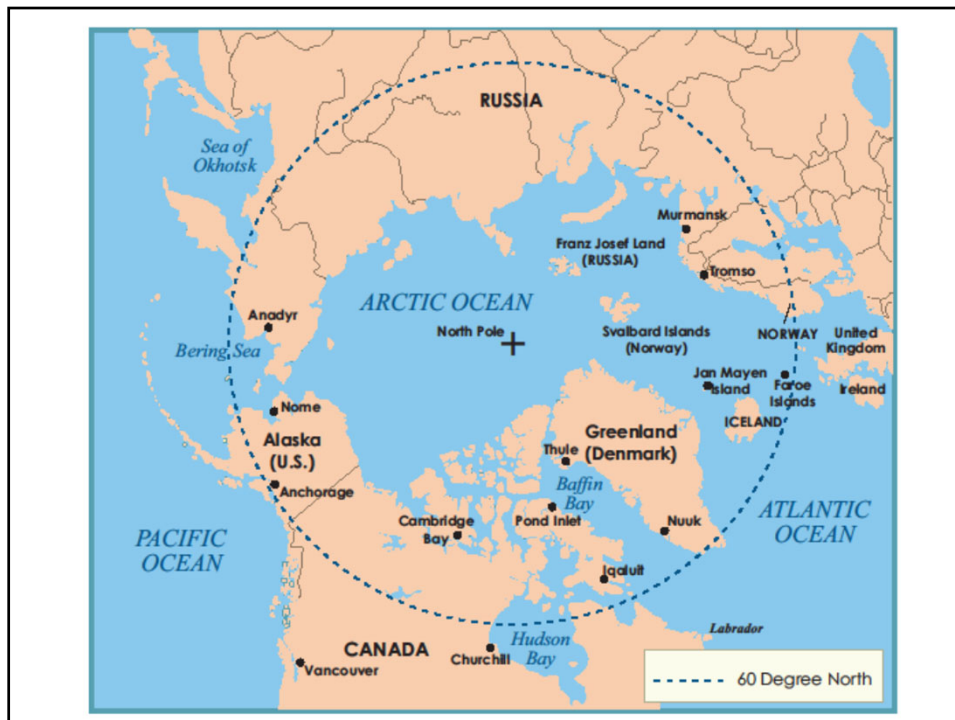 RUSSIA
Sea of
Okhotsk
Murmansk
Franz Josef Land
(RUSSIA)
Tromso
ARCTIC OCEAN
Anadyr
North Pole
Svalbard Islands
(Norway)
NORWAY
United
Kingdom
Bering Sea
Jan Mayen
Island
Faroe
Islands
Ireland
Nome
ICELAND
Alaska
(U.S.)
Greenland
(Denmark)
Thule
Anchorage
Baffin
Bay
ATLANTIC
OCEAN
Cambridge
Bay
Pond Inlet
Nuuk
PACIFIC
OCEAN
Iqaluit
Labrador
Hudson
Bay
CANADA
Churchill
Vancouver
60 Degree North